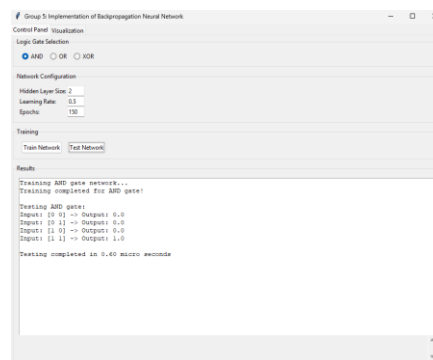 Group 5: Implementation of Backpropagation Neural Network
Control Panel Visualization
Logic Gate Selection
AND OR XOR
Network Configuration
Hidden Layer Size: 2
Learning Rate: 0.5
Epochs: 150
Training
Train Network Test Network
Results
Training AND gate network...
Training completed for AND gate!
Testing AND gate:
Input: [0 0] -> Output: 0.0
Input: [0 1] -> Output: 0.0
Input: [1 0] -> Output: 0.0
Input: [1 1] -> Output: 1.0
Testing completed in 0.60 micro seconds